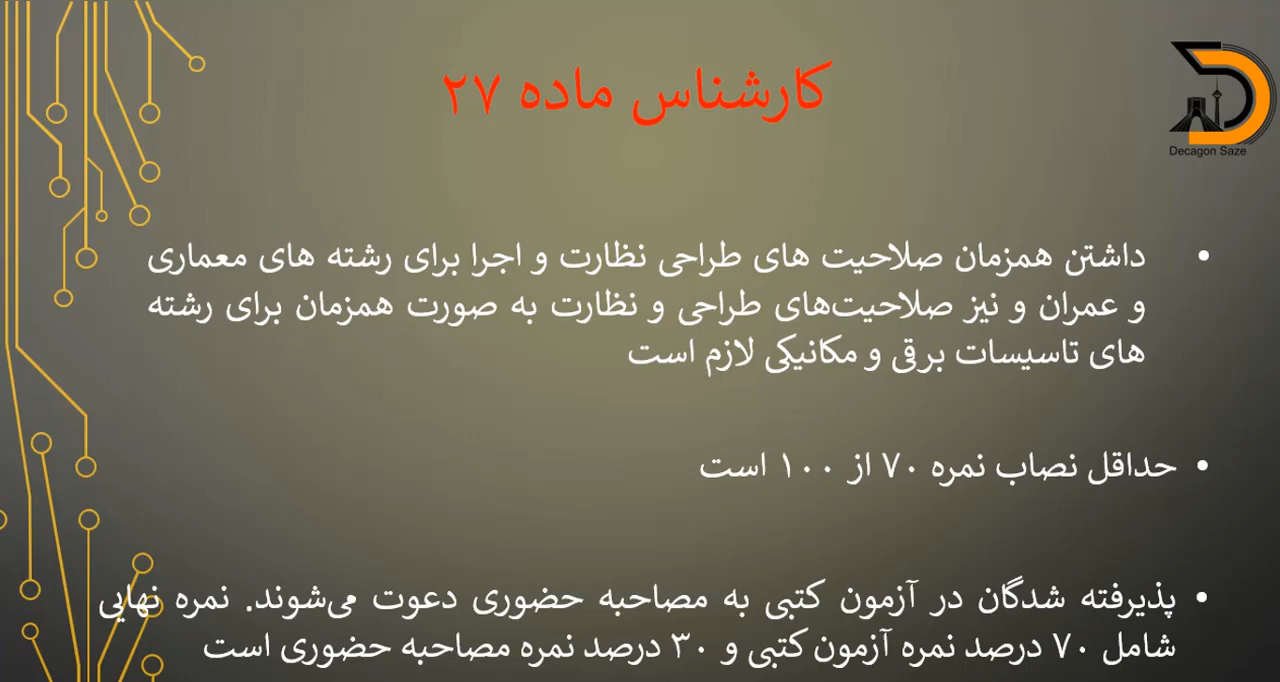 کارشناس ماده ۲۷
Decagon Saze
• داشتن همزمان صلاحیت های طراحی نظارت و اجرا برای رشته های معماری
و عمران و نیز صلاحیت‌های طراحی و نظارت به صورت همزمان برای رشته
های تاسیسات برقی و مکانیکی لازم است
• حداقل نصاب نمره ۷۰ از ۱۰۰ است
• پذیرفته شدگان در آزمون کتبی به مصاحبه حضوری دعوت می‌شوند. نمره نهایی
شامل ۷۰ درصد نمره آزمون کتبی و ۳۰ درصد نمره مصاحبه حضوری است